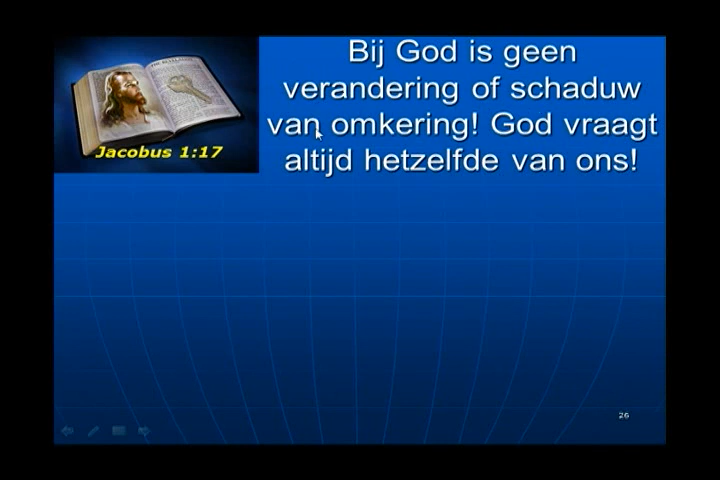 Bij God is geen
verandering of schaduw
van omkering! God vraagt
altijd hetzelfde van ons!
Jacobus 1:17
26